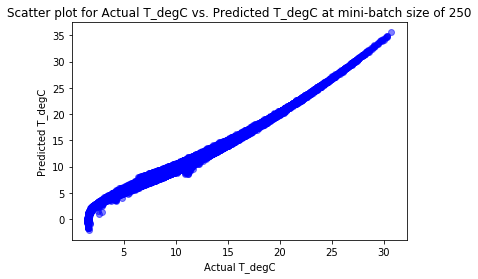 Scatter plot for Actual T_degC vs. Predicted T_degC at mini-batch size of 250
35
30
25
20
15
10
5
0
Predicted T_degC
5 10 15 20 25 30
Actual T_degC